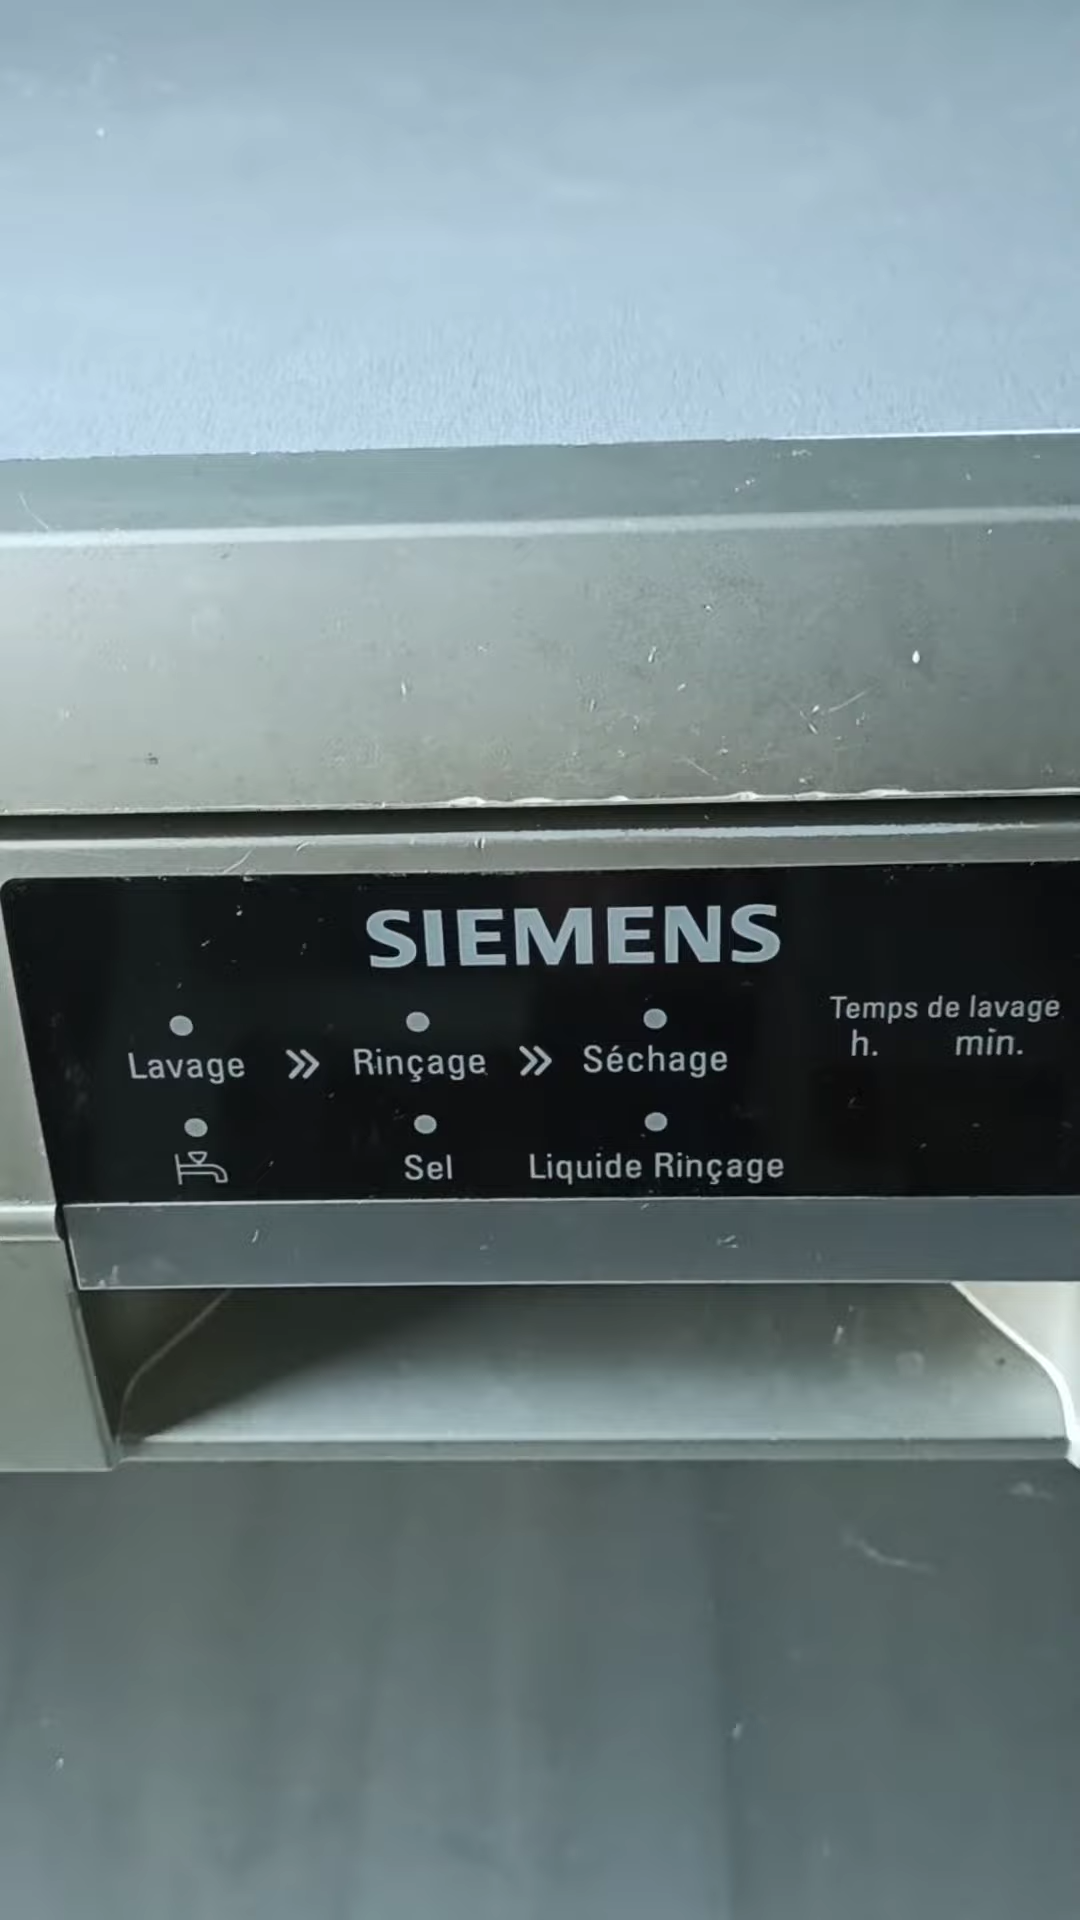 SIEMENS
Temps de lavage
h. min.
Lavage » Rinçage » Séchage
Sel Liquide Rinçage